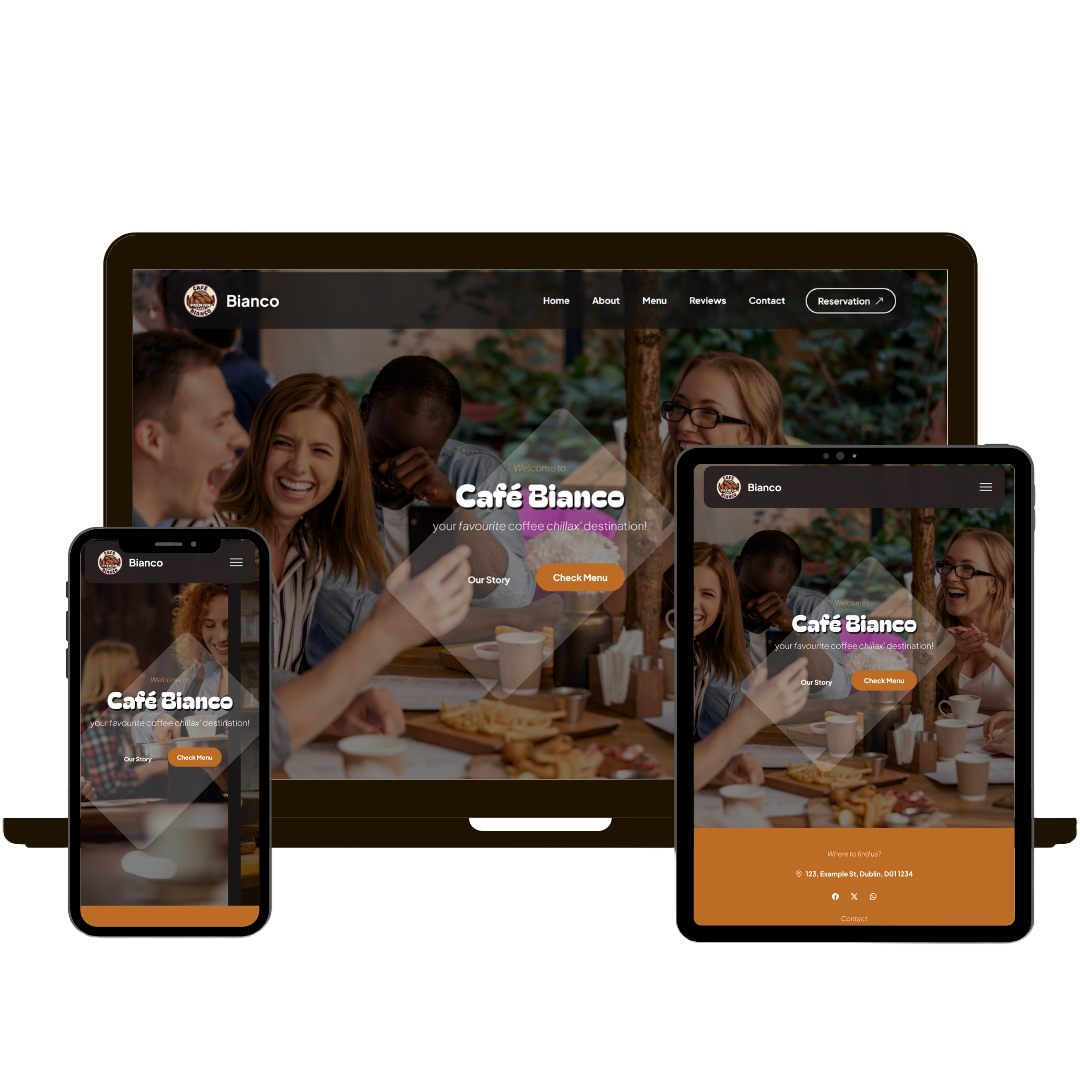 CAFÉ
PREMIUM
BIANCO
Bianco
Home
About
Menu
Reviews
Contact
Reservation
Welcome to
Café Bianco
your favourite coffee chillax' destination!
Our Story
Check Menu
Bianco
Welcome to
Café Bianco
your favourite coffee chillax' destination!
Our Story
Check Menu
Bianco
Welcome to
Café Bianco
your favourite coffee chillax' destination!
Our Story
Check Menu
Where to find us?
123, Example St, Dublin, D01 1234
Contact